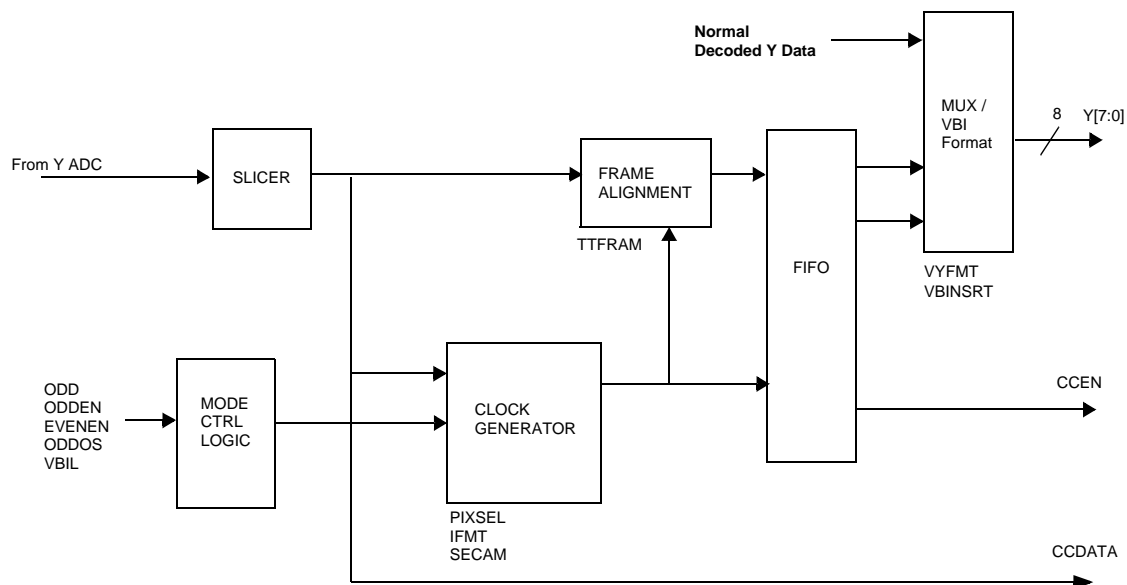 Normal
Decoded Y Data
MUX /
VBI
Format
8
Y[7:0]
From Y ADC
SLICER
FRAME
ALIGNMENT
TTFRAM
FIFO
VYFMT
VBINSRT
ODD
ODDEN
EVENEN
ODDOS
VBIL
MODE
CTRL
LOGIC
CLOCK
GENERATOR
PIXSEL
IFMT
SECAM
CCEN
CCDATA